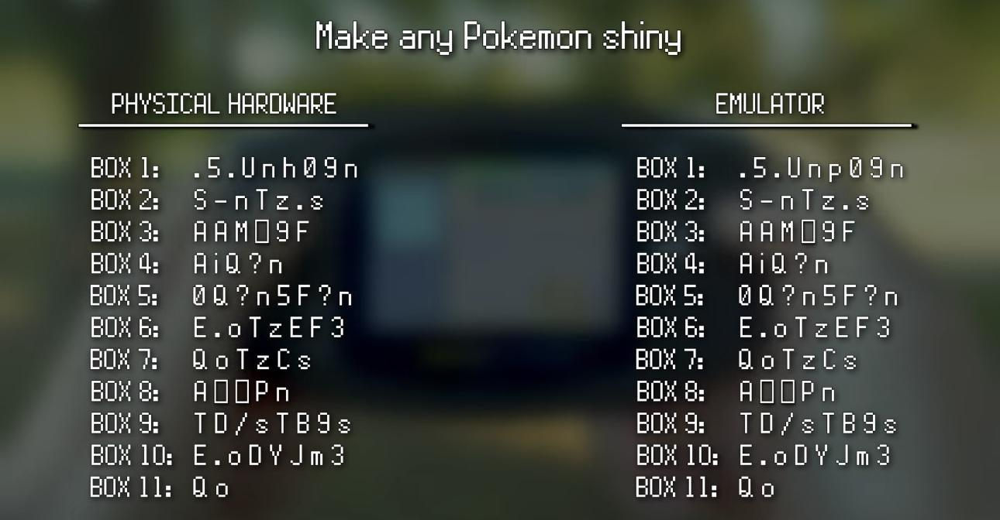 Make any Pokemon shiny
PHYSICAL HARDWARE
BOX 1: .5.Unh09n
BOX 2: S-nTz.s
BOX 3: AAM▯9F
BOX 4: AiQ?n
BOX 5: 0Q?n5F?n
BOX 6: E.oTzEF3
BOX 7: QoTzCs
BOX 8: A▯▯Pn
BOX 9: TD/sTB9s
BOX 10: E.oDYJm3
BOX 11: Qo
EMULATOR
BOX 1: .5.Unp09n
BOX 2: S-nTz.s
BOX 3: AAM▯9F
BOX 4: AiQ?n
BOX 5: 0Q?n5F?n
BOX 6: E.oTzEF3
BOX 7: QoTzCs
BOX 8: A▯▯Pn
BOX 9: TD/sTB9s
BOX 10: E.oDYJm3
BOX 11: Qo